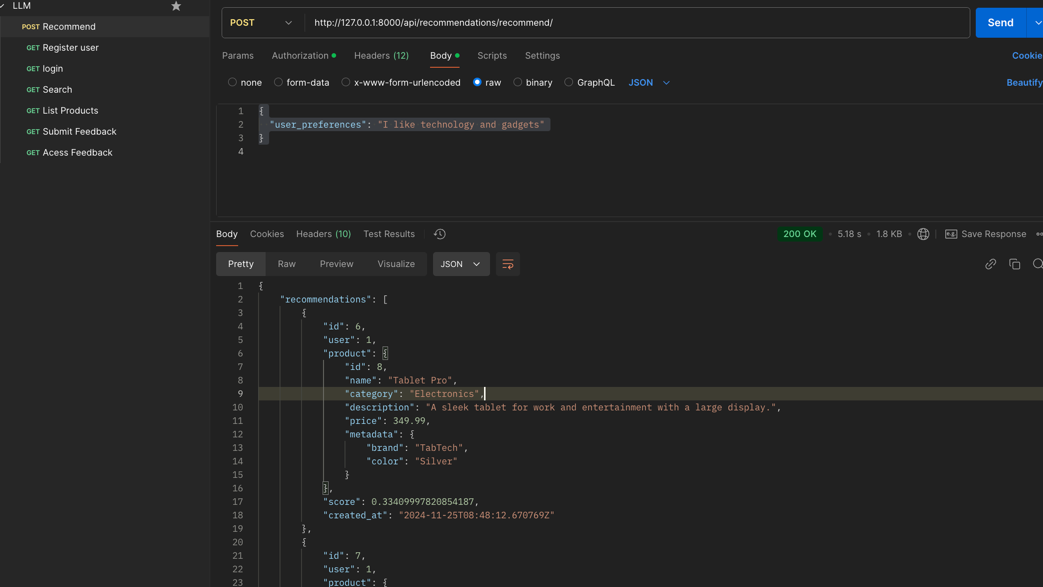 LLM
POST Recommend
GET Register user
GET login
GET Search
GET List Products
GET Submit Feedback
GET Acess Feedback
POST http://127.0.0.1:8000/api/recommendations/recommend/ Send
Params Authorization Headers (12) Body Scripts Settings Cookie
none form-data x-www-form-urlencoded raw binary GraphQL JSON Beautify
1 {
2 "user_preferences": "I like technology and gadgets"
3 }
4
Body Cookies Headers (10) Test Results 200 OK 5.18 s 1.8 KB Save Response
Pretty Raw Preview Visualize JSON
1 {
2 "recommendations": [
3 {
4 "id": 6,
5 "user": 1,
6 "product": {
7 "id": 8,
8 "name": "Tablet Pro",
9 "category": "Electronics",
10 "description": "A sleek tablet for work and entertainment with a large display.",
11 "price": 349.99,
12 "metadata": {
13 "brand": "TabTech",
14 "color": "Silver"
15 }
16 },
17 "score": 0.33409997820854187,
18 "created_at": "2024-11-25T08:48:12.670769Z"
19 },
20 {
21 "id": 7,
22 "user": 1,
23 "product": {